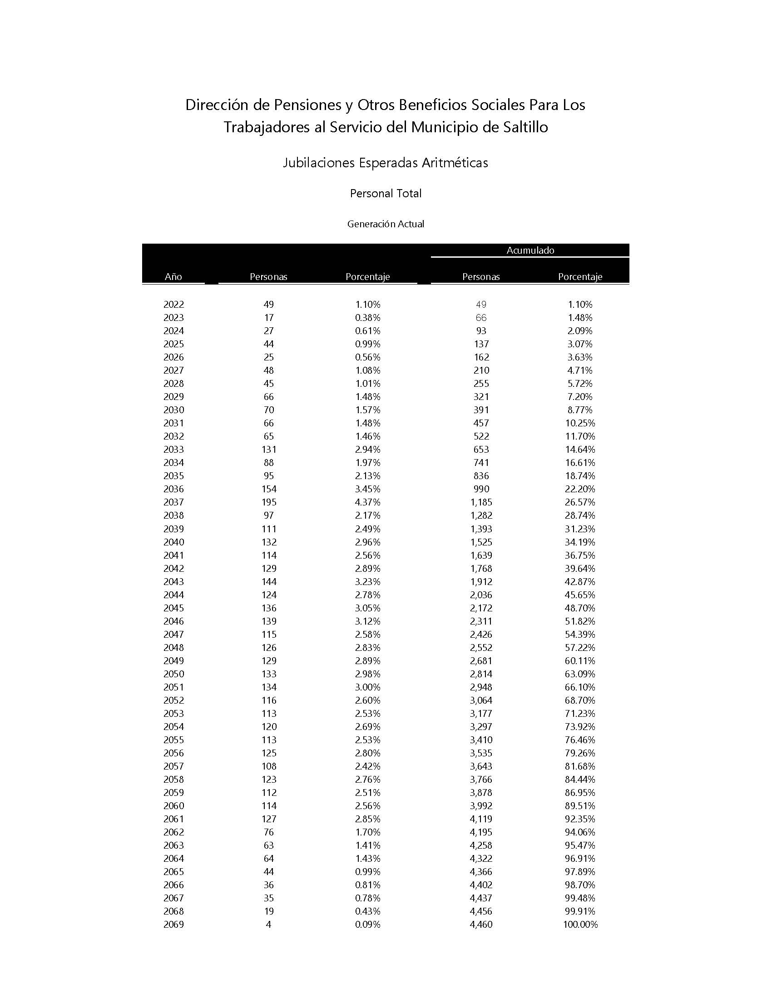 Dirección de Pensiones y Otros Beneficios Sociales Para Los
Trabajadores al Servicio del Municipio de Saltillo
Jubilaciones Esperadas Aritméticas
Personal Total
Generación Actual
Acumulado
Año Personas Porcentaje Personas Porcentaje
2022 49 1.10% 49 1.10%
2023 17 0.38% 66 1.48%
2024 27 0.61% 93 2.09%
2025 44 0.99% 137 3.07%
2026 25 0.56% 162 3.63%
2027 48 1.08% 210 4.71%
2028 45 1.01% 255 5.72%
2029 66 1.48% 321 7.20%
2030 70 1.57% 391 8.77%
2031 66 1.48% 457 10.25%
2032 65 1.46% 522 11.70%
2033 131 2.94% 653 14.64%
2034 88 1.97% 741 16.61%
2035 95 2.13% 836 18.74%
2036 154 3.45% 990 22.20%
2037 195 4.37% 1,185 26.57%
2038 97 2.17% 1,282 28.74%
2039 111 2.49% 1,393 31.23%
2040 132 2.96% 1,525 34.19%
2041 114 2.56% 1,639 36.75%
2042 129 2.89% 1,768 39.64%
2043 144 3.23% 1,912 42.87%
2044 124 2.78% 2,036 45.65%
2045 136 3.05% 2,172 48.70%
2046 139 3.12% 2,311 51.82%
2047 115 2.58% 2,426 54.39%
2048 126 2.83% 2,552 57.22%
2049 129 2.89% 2,681 60.11%
2050 133 2.98% 2,814 63.09%
2051 134 3.00% 2,948 66.10%
2052 116 2.60% 3,064 68.70%
2053 113 2.53% 3,177 71.23%
2054 120 2.69% 3,297 73.92%
2055 113 2.53% 3,410 76.46%
2056 125 2.80% 3,535 79.26%
2057 108 2.42% 3,643 81.68%
2058 123 2.76% 3,766 84.44%
2059 112 2.51% 3,878 86.95%
2060 114 2.56% 3,992 89.51%
2061 127 2.85% 4,119 92.35%
2062 76 1.70% 4,195 94.06%
2063 63 1.41% 4,258 95.47%
2064 64 1.43% 4,322 96.91%
2065 44 0.99% 4,366 97.89%
2066 36 0.81% 4,402 98.70%
2067 35 0.78% 4,437 99.48%
2068 19 0.43% 4,456 99.91%
2069 4 0.09% 4,460 100.00%